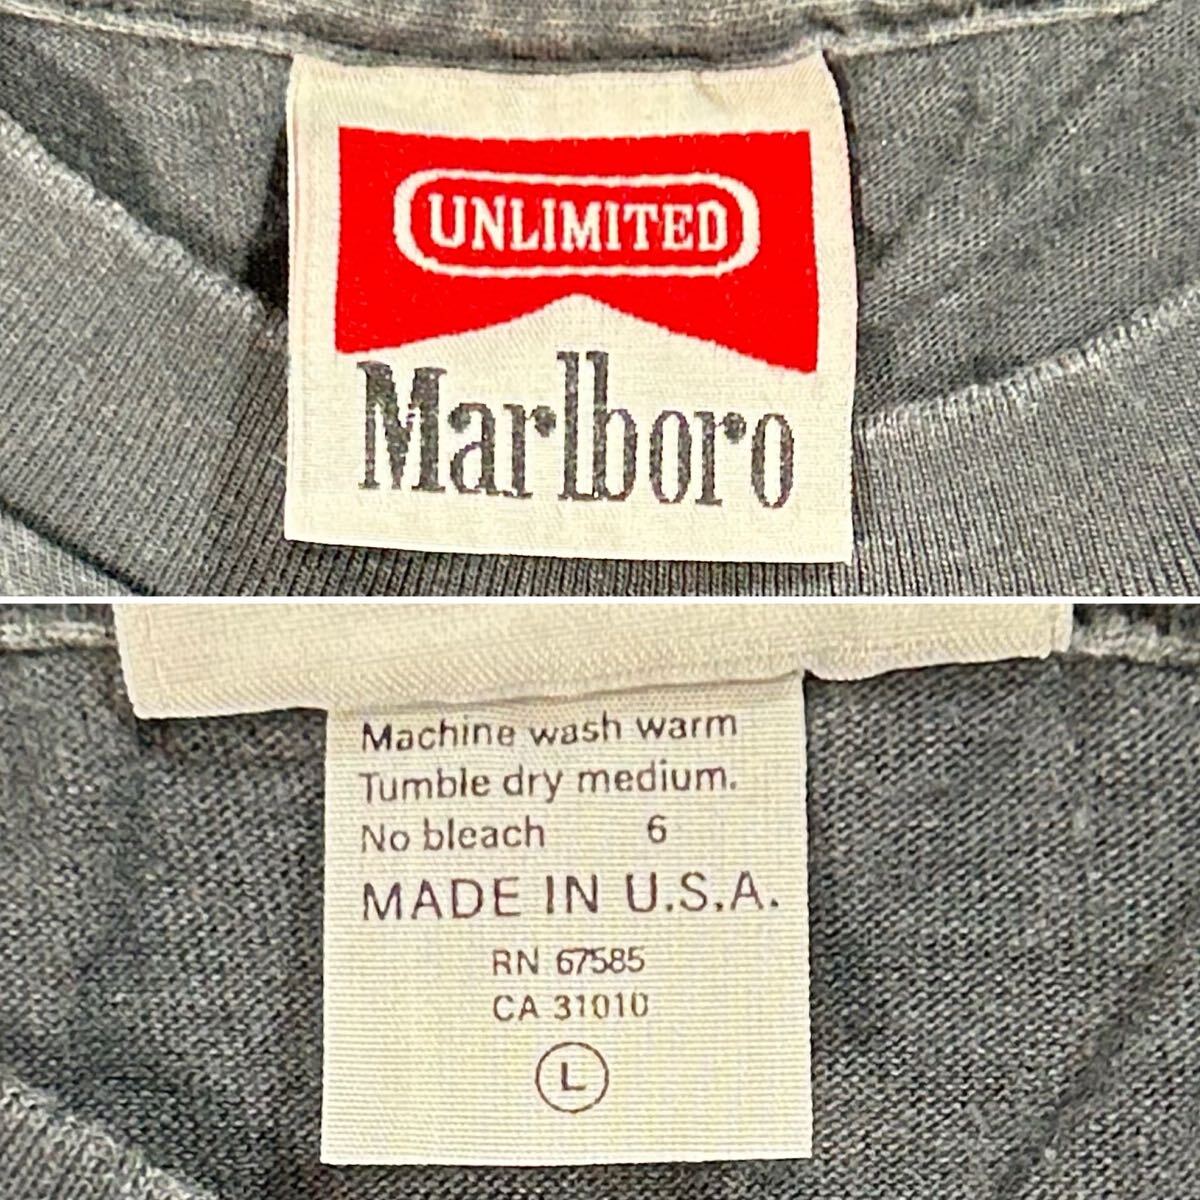 UNLIMITED
Marlboro
Machine wash warm
Tumble dry medium.
No bleach 6
MADE IN U.S.A.
RN 67585
CA 31010
L